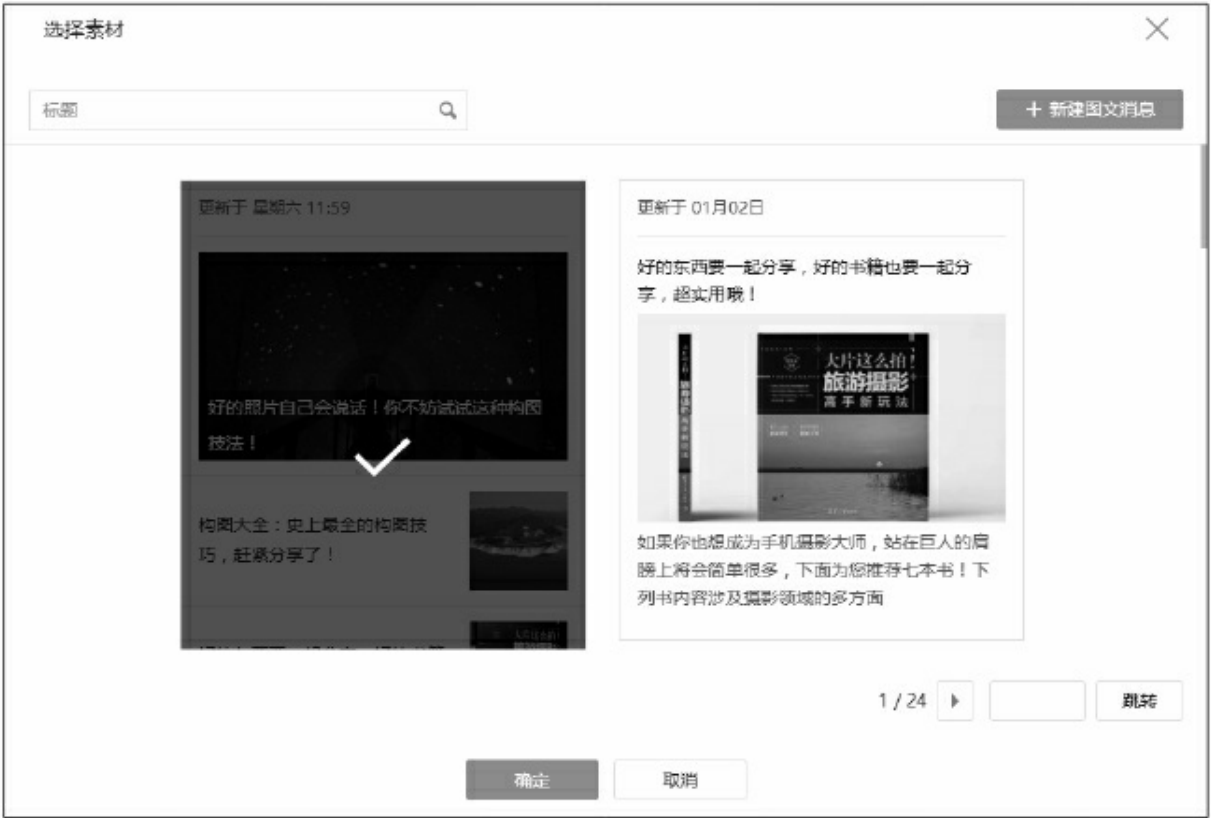 选择素材
标题
+ 新建图文消息
更新于 星期六 11:59
好的照片自己会说话！你不妨试试这种构图
技法！
构图大全：史上最全的构图技
巧，赶紧分享了！
更新于 01月02日
好的东西要一起分享，好的书籍也要一起分
享，超实用哦！
大片这么拍！
旅游摄影
高手新玩法
如果你也想成为手机摄影大师，站在巨人的肩
膀上将会简单很多，下面为您推荐七本书！下
列书内容涉及摄影领域的多方面
1 / 24
跳转
确定
取消